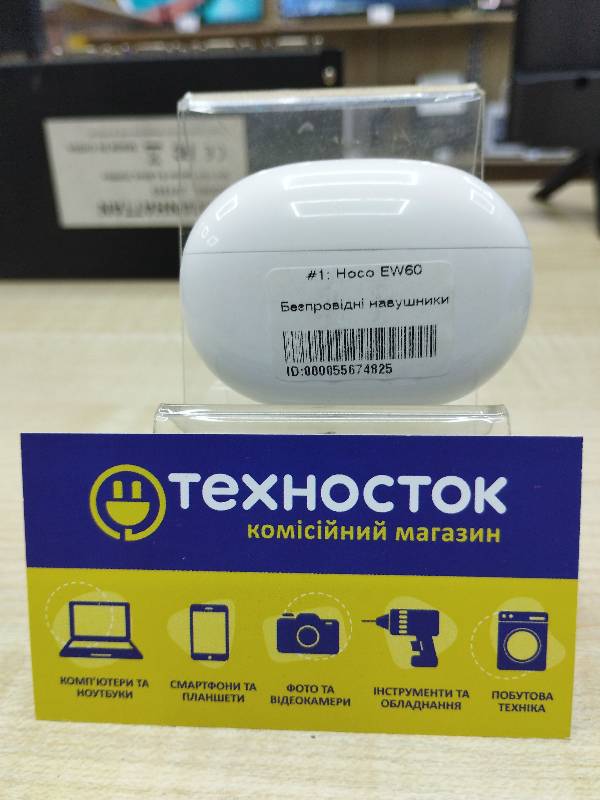 #1: Hoco EW60
Безпровідні навушники
ID:000055674825
ТЕХНОСТОК
комісійний магазин
КОМП'ЮТЕРИ ТА
НОУТБУКИ
СМАРТФОНИ ТА
ПЛАНШЕТИ
ФОТО ТА
ВІДЕОКАМЕРИ
ІНСТРУМЕНТИ ТА
ОБЛАДНАННЯ
ПОБУТОВА
ТЕХНІКА